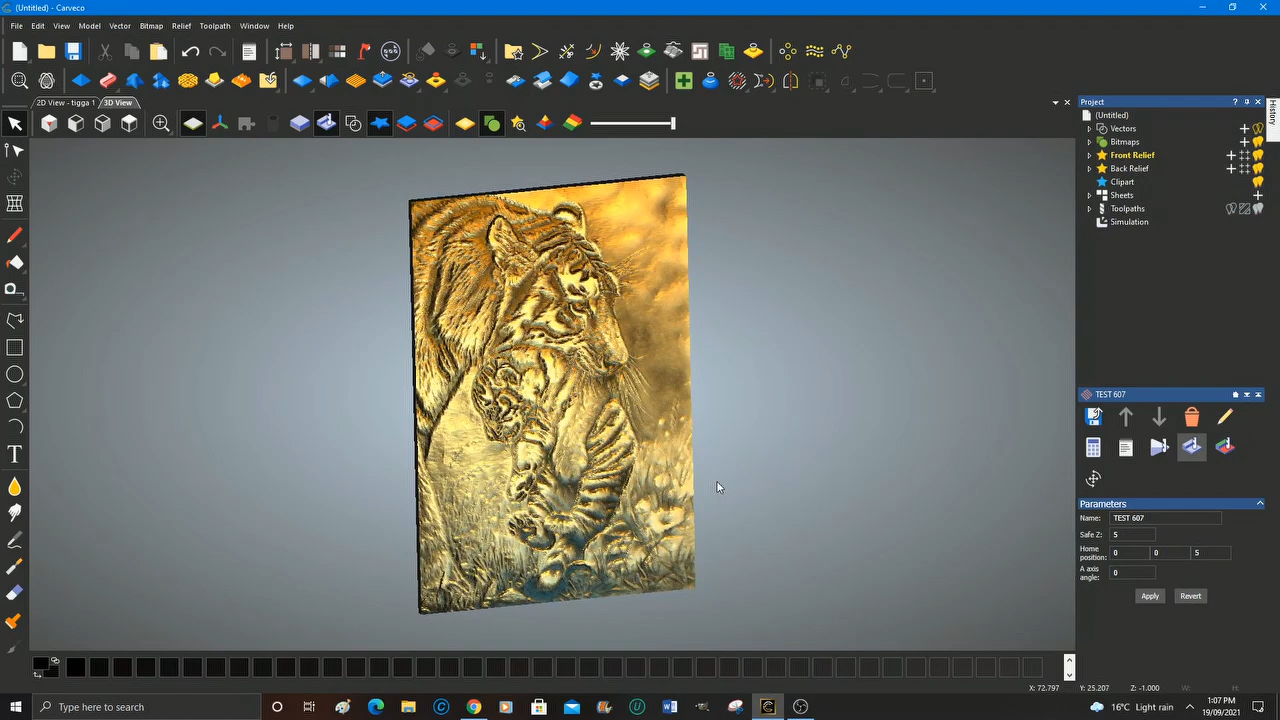 (Untitled) - Carveco
File Edit View Model Vector Bitmap Relief Toolpath Window Help
2D View - tigga 1 3D View
Project
(Untitled)
Vectors
Bitmaps
Front Relief
Back Relief
Clipart
Sheets
Toolpaths
Simulation
History
TEST 607
Parameters
Name: TEST 607
Safe Z: 5
Home position: 0 0 5
A axis angle: 0
Apply Revert
X: 72.797 Y: 25.207 Z: -1.000 W: H:
Type here to search
16°C Light rain
1:07 PM
19/09/2021